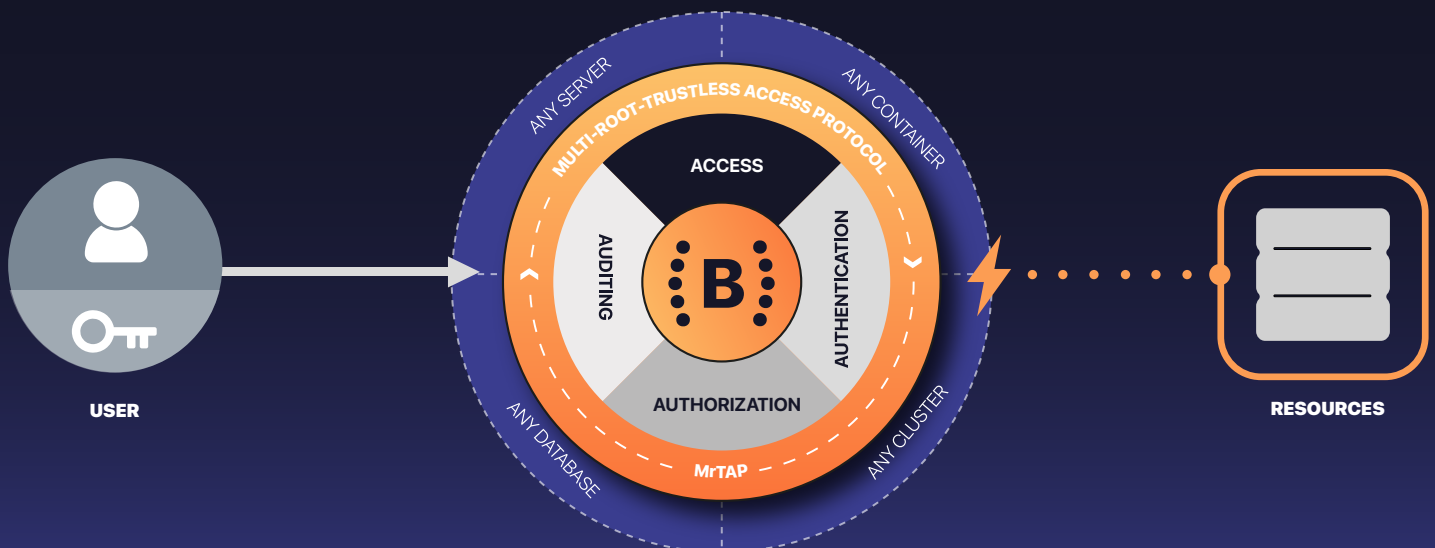 ANY SERVER
ANY CONTAINER
MULTI-ROOT-TRUSTLESS ACCESS PROTOCOL
ACCESS
AUDITING
B
AUTHENTICATION
AUTHORIZATION
MrTAP
ANY DATABASE
ANY CLUSTER
USER
RESOURCES